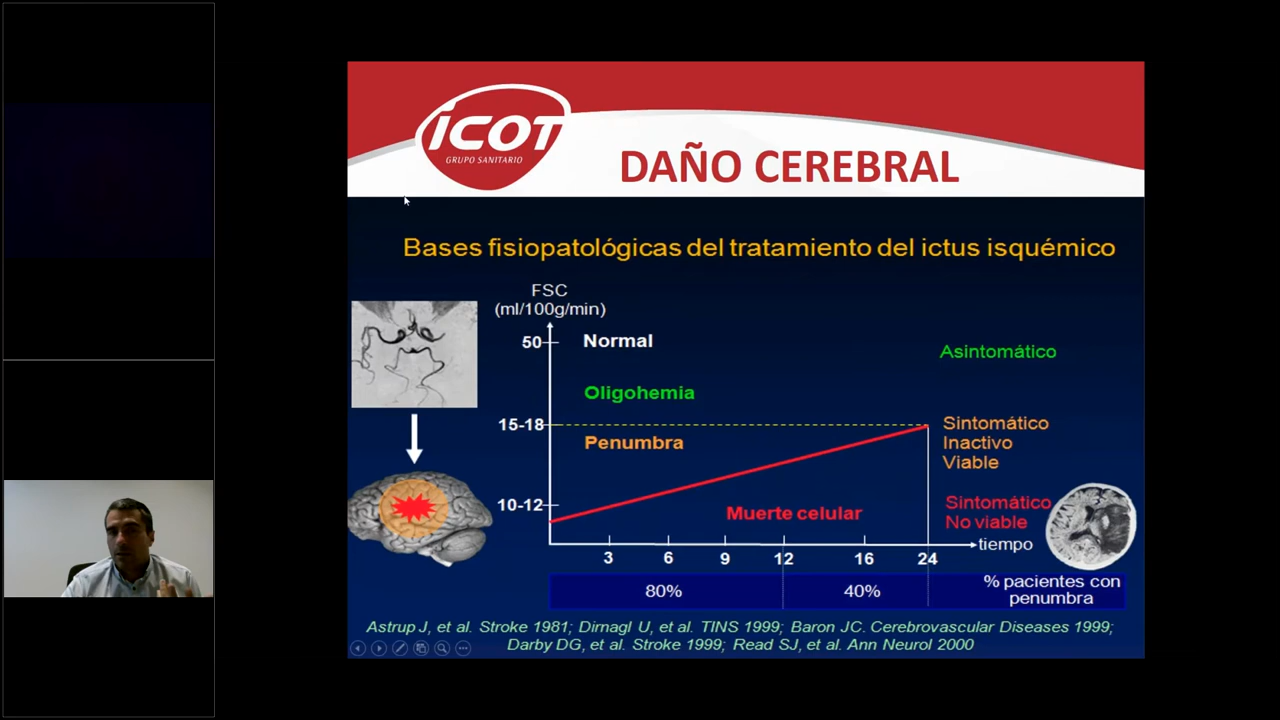 ICOT
GRUPO SANITARIO
DAÑO CEREBRAL
Bases fisiopatológicas del tratamiento del ictus isquémico
FSC
(ml/100g/min)
50
Normal
Asintomático
Oligohemia
15-18
Sintomático
Penumbra
Inactivo
Viable
10-12
Sintomático
Muerte celular
No viable
tiempo
3 6 9 12 16 24
80% 40% % pacientes con
penumbra
Astrup J, et al. Stroke 1981; Dirnagl U, et al. TINS 1999; Baron JC. Cerebrovascular Diseases 1999;
Darby DG, et al. Stroke 1999; Read SJ, et al. Ann Neurol 2000